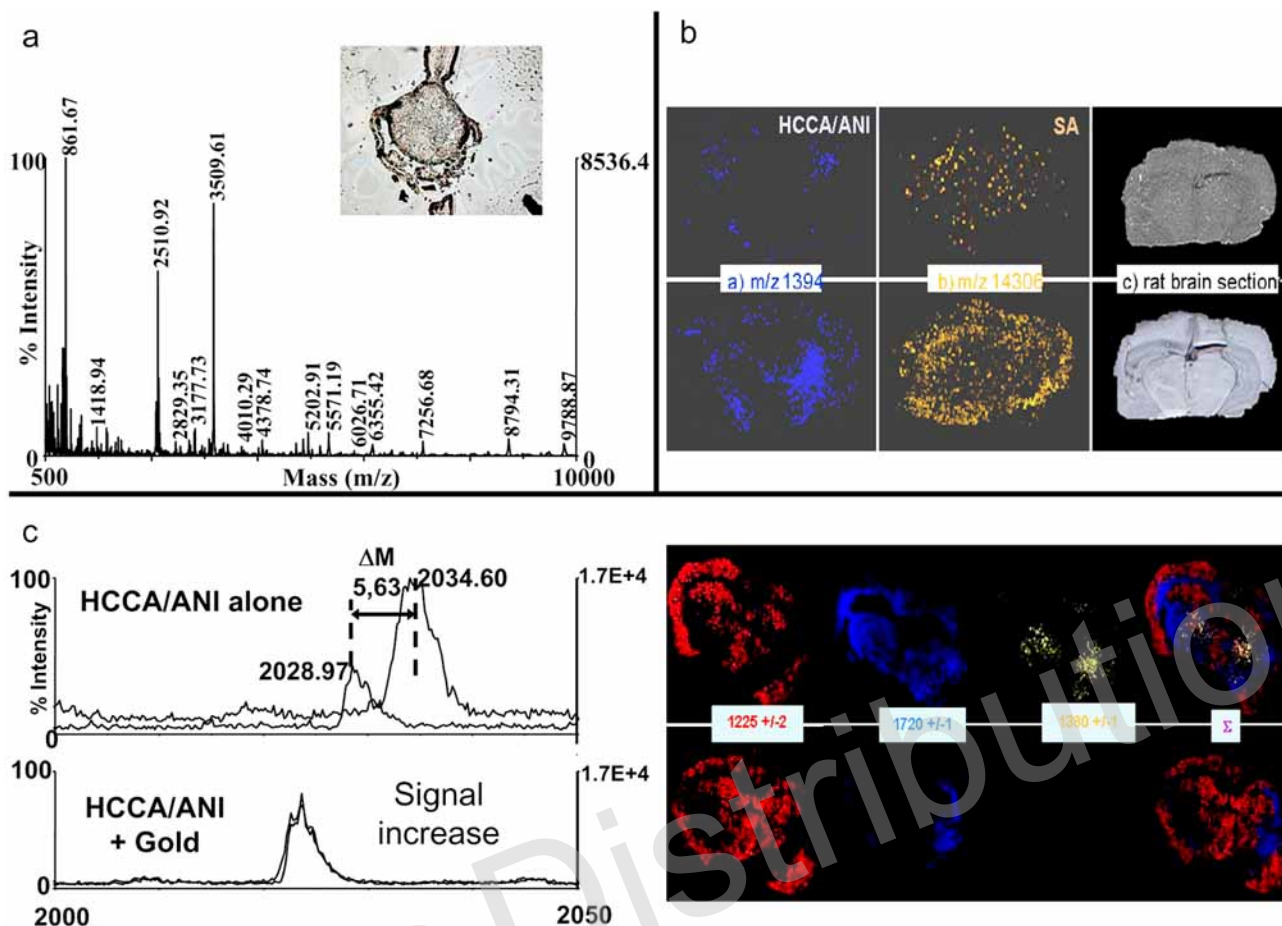 a
100
8536.4
% Intensity
861.67
1418.94
2510.92
2829.35
3177.73
3509.61
4010.29
4378.74
5202.91
5571.19
6026.71
6355.42
7256.68
8794.31
9788.87
0
0
500
Mass (m/z)
10000
b
HCCA/ANI
SA
a) m/z 1394
b) m/z 14306
c) rat brain section
c
100
ΔM
5,63
2034.60
1.7E+4
HCCA/ANI alone
2028.97
% Intensity
0
100
1.7E+4
HCCA/ANI
+ Gold
Signal
increase
0
2000
2050
1225 +/-2
1720 +/-1
1380 +/-1
Σ
Distribution